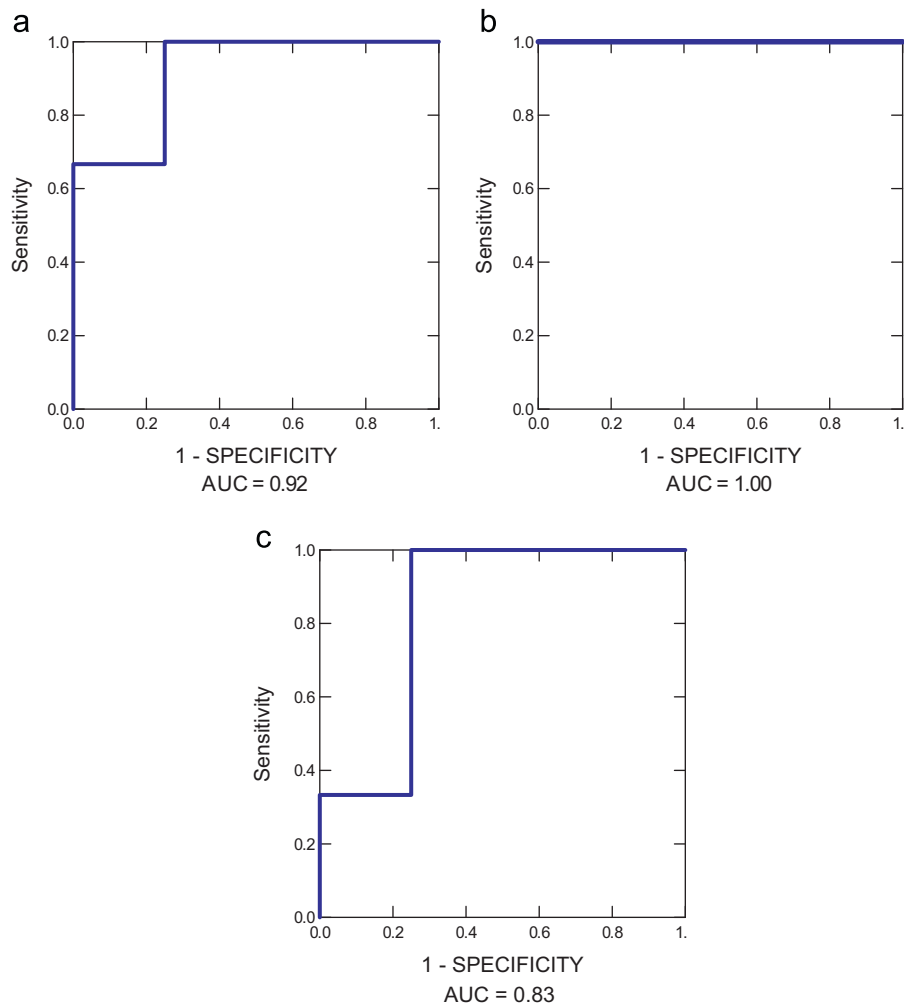 a
1.0
0.8
0.6
0.4
0.2
0.0
Sensitivity
0.0 0.2 0.4 0.6 0.8 1.
1 - SPECIFICITY
AUC = 0.92
b
1.0
0.8
0.6
0.4
0.2
0.0
Sensitivity
0.0 0.2 0.4 0.6 0.8 1.
1 - SPECIFICITY
AUC = 1.00
c
1.0
0.8
0.6
0.4
0.2
0.0
Sensitivity
0.0 0.2 0.4 0.6 0.8 1.
1 - SPECIFICITY
AUC = 0.83